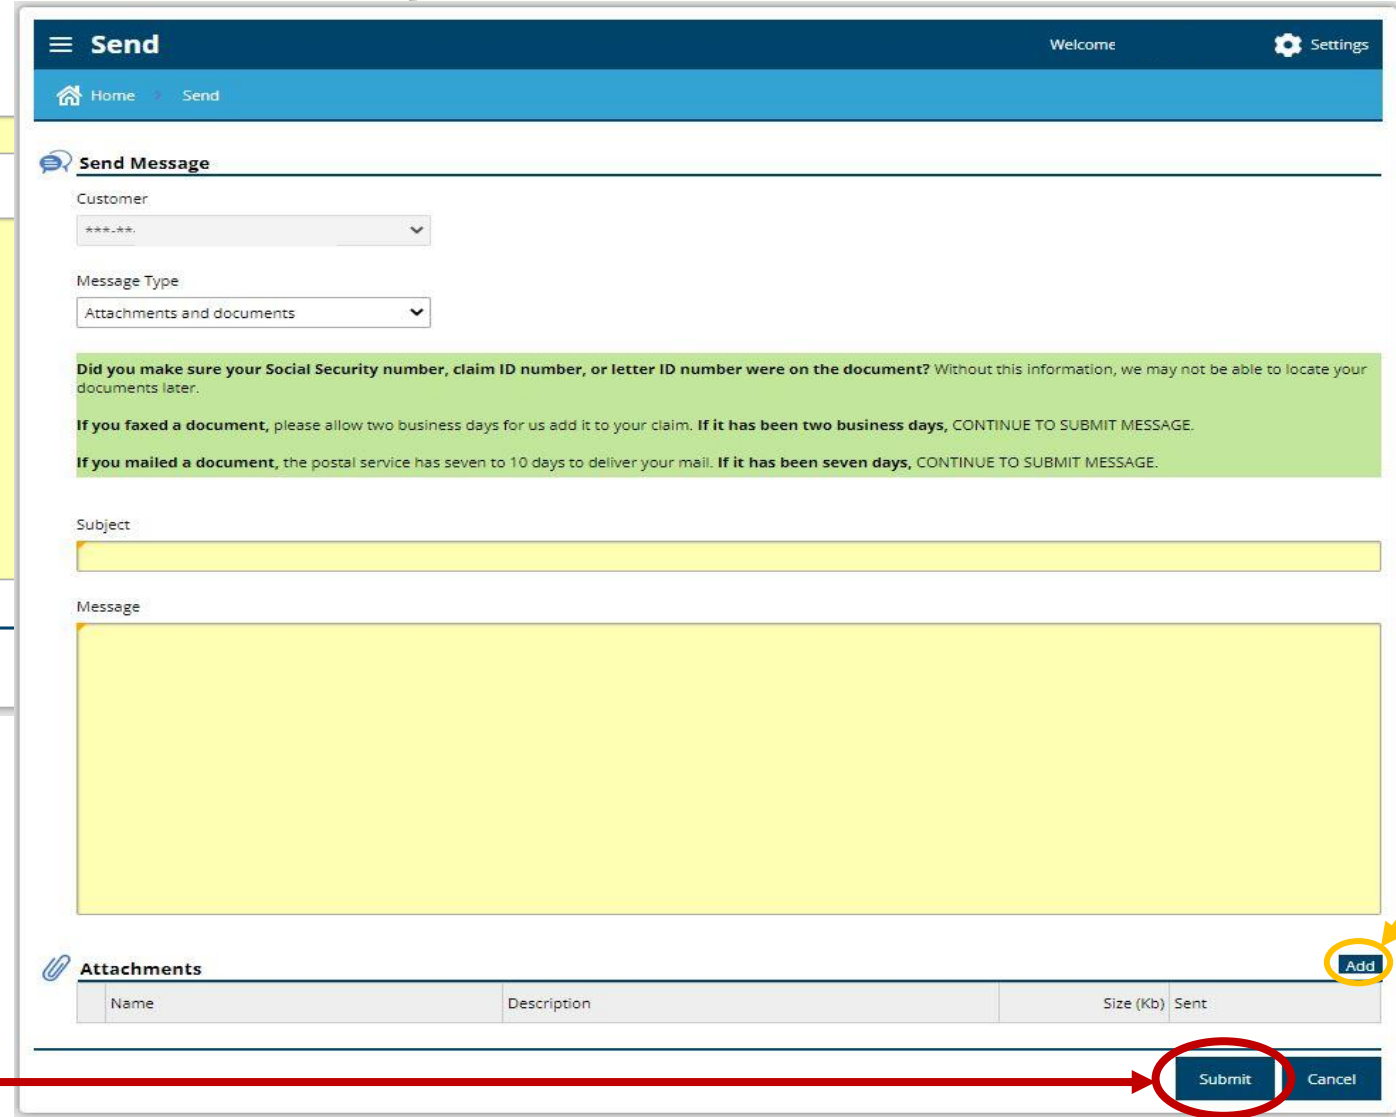 Send
Welcome
Settings
Home
Send
Send Message
Customer
***-**-
Message Type
Attachments and documents
Did you make sure your Social Security number, claim ID number, or letter ID number were on the document? Without this information, we may not be able to locate your
documents later.
If you faxed a document, please allow two business days for us add it to your claim. If it has been two business days, CONTINUE TO SUBMIT MESSAGE.
If you mailed a document, the postal service has seven to 10 days to deliver your mail. If it has been seven days, CONTINUE TO SUBMIT MESSAGE.
Subject
Message
Attachments
Add
Name Description Size (Kb) Sent
Submit
Cancel